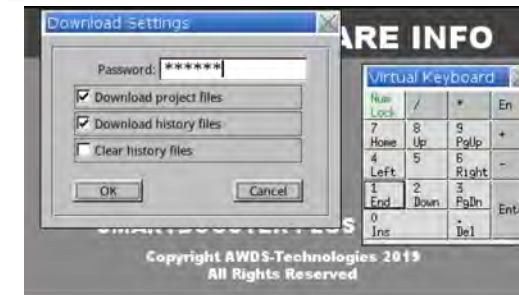 Download Settings
ARE INFO
Password: ******
Download project files
Download history files
Clear history files
OK Cancel
Virtual Keyboard
Num Lock / * En
7 Home 8 Up 9 PgUp +
4 Left 5 6 Right -
1 End 2 Down 3 PgDn Ent
0 Ins . Del
Copyright AWDS-Technologies 2019
All Rights Reserved